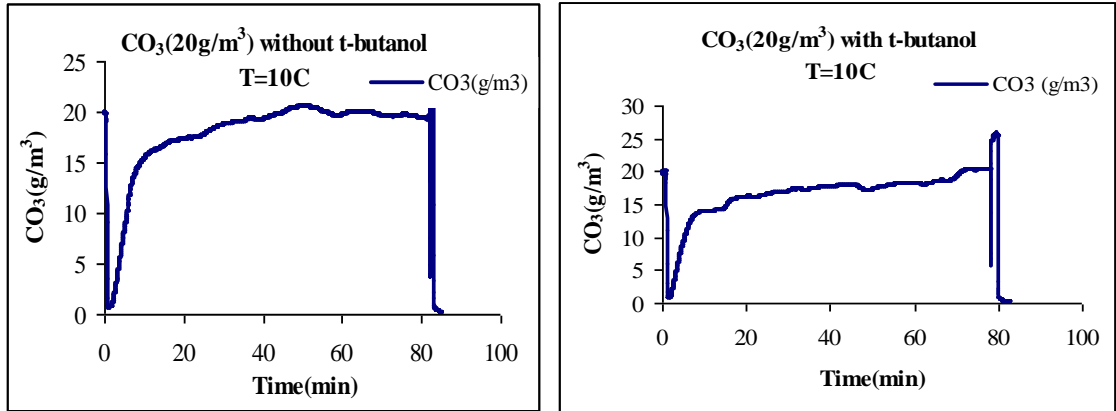 CO₃(20g/m³) without t-butanol
T=10C
CO3(g/m3)
25
20
15
10
5
0
CO₃(g/m³)
0 20 40 60 80 100
Time(min)
CO₃(20g/m³) with t-butanol
T=10C
CO3 (g/m3)
30
25
20
15
10
5
0
CO₃(g/m³)
0 20 40 60 80 100
Time(min)